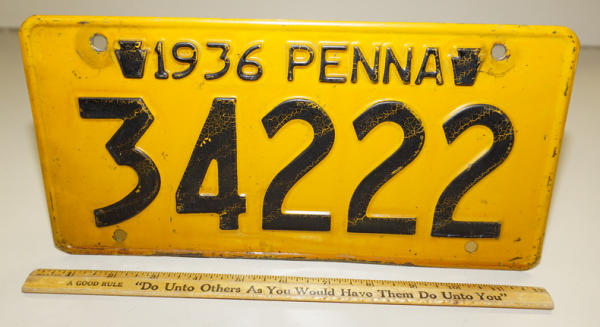 1936 PENNA
34222
A GOOD RULE "Do Unto Others As You Would Have Them Do Unto You"